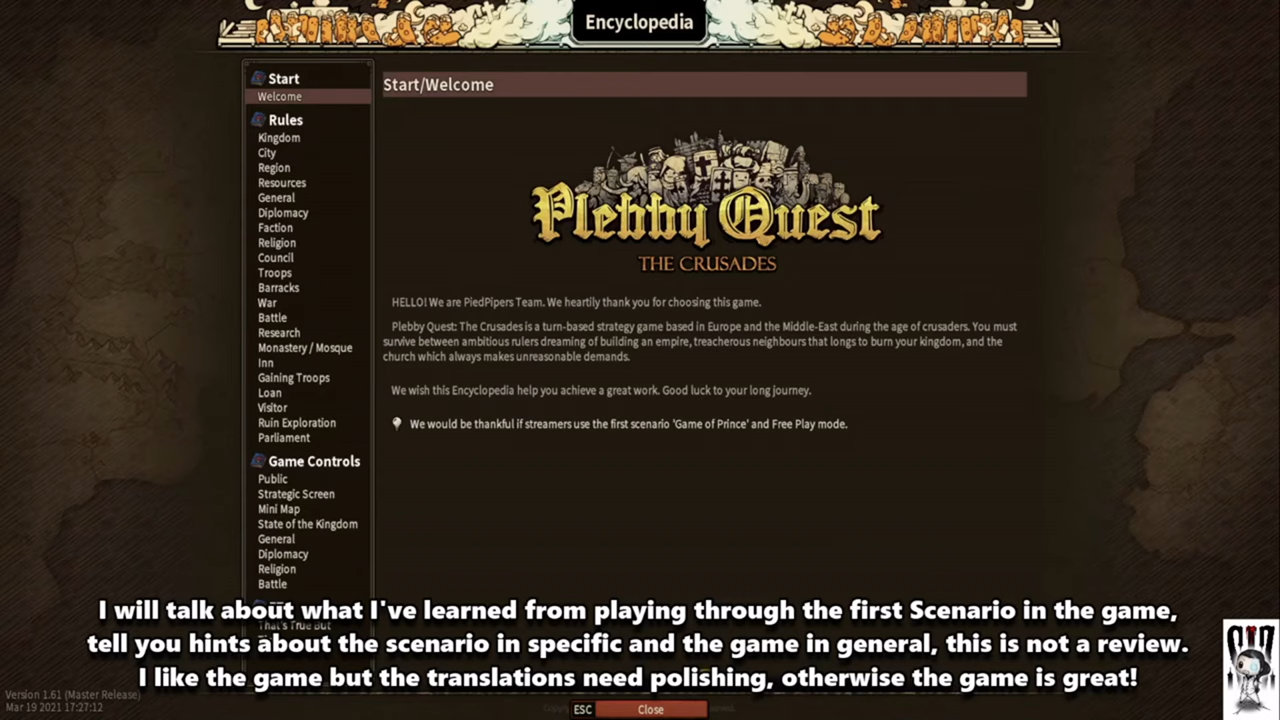 Encyclopedia
Start
Welcome
Rules
Kingdom
City
Region
Resources
General
Diplomacy
Faction
Religion
Council
Troops
Barracks
War
Battle
Research
Monastery / Mosque
Inn
Gaining Troops
Loan
Visitor
Ruin Exploration
Parliament
Game Controls
Public
Strategic Screen
Mini Map
State of the Kingdom
General
Diplomacy
Religion
Battle
That's True But
Start/Welcome
Plebby Quest
THE CRUSADES
HELLO! We are PiedPipers Team. We heartily thank you for choosing this game.
Plebby Quest: The Crusades is a turn-based strategy game based in Europe and the Middle-East during the age of crusaders. You must
survive between ambitious rulers dreaming of building an empire, treacherous neighbours that longs to burn your kingdom, and the
church which always makes unreasonable demands.
We wish this Encyclopedia help you achieve a great work. Good luck to your long journey.
We would be thankful if streamers use the first scenario 'Game of Prince' and Free Play mode.
I will talk about what I've learned from playing through the first Scenario in the game,
tell you hints about the scenario in specific and the game in general, this is not a review.
I like the game but the translations need polishing, otherwise the game is great!
Version 1.61 (Master Release)
Mar 19 2021 17:27:12
ESC Close